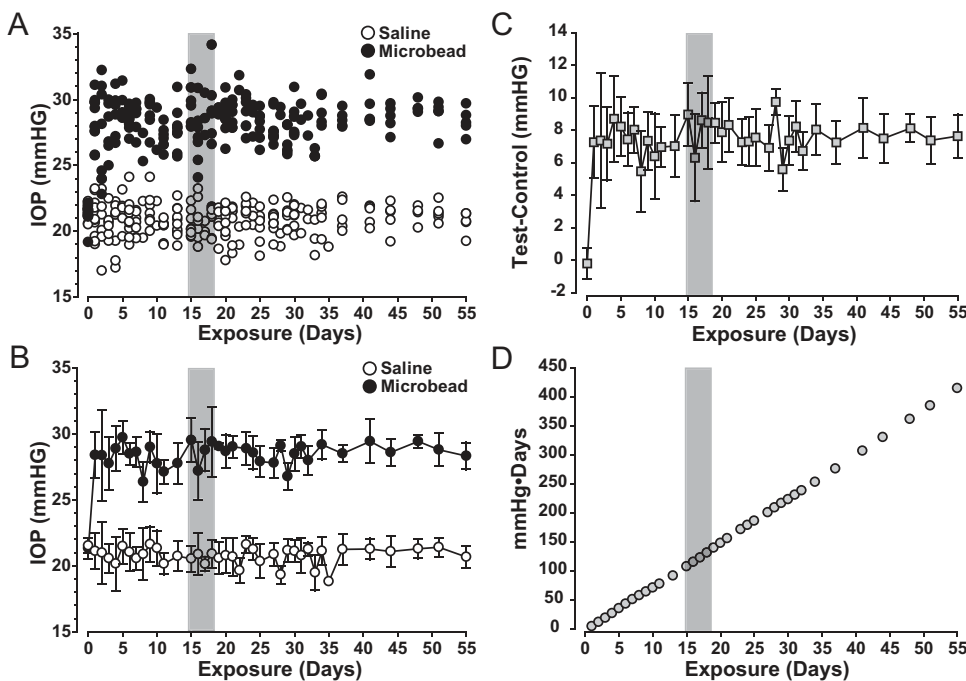 A
IOP (mmHG)
35
30
25
20
15
Saline
Microbead
0 5 10 15 20 25 30 35 40 45 50 55
Exposure (Days)
C
Test-Control (mmHG)
14
12
10
8
6
4
2
0
-2
0 5 10 15 20 25 30 35 40 45 50 55
Exposure (Days)
B
IOP (mmHG)
35
30
25
20
15
Saline
Microbead
0 5 10 15 20 25 30 35 40 45 50 55
Exposure (Days)
D
mmHg•Days
450
400
350
300
250
200
150
100
50
0
0 5 10 15 20 25 30 35 40 45 50 55
Exposure (Days)